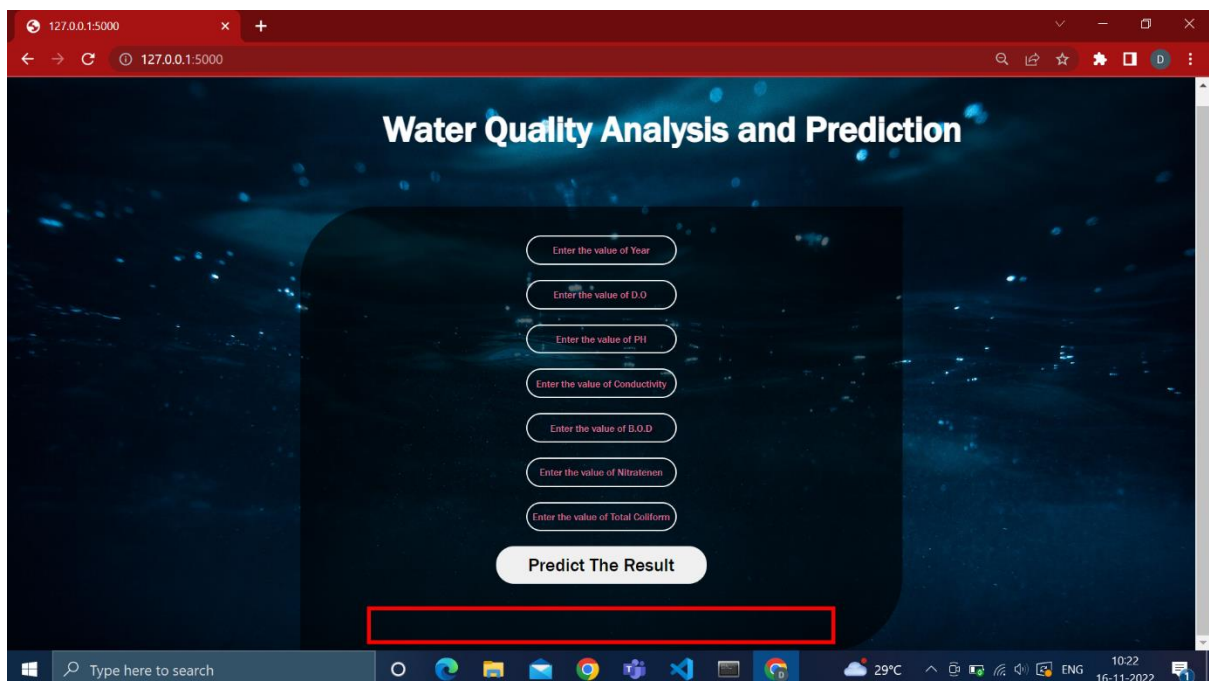 127.0.0.1:5000
127.0.0.1:5000
D
Water Quality Analysis and Prediction
Enter the value of Year
Enter the value of D.O
Enter the value of PH
Enter the value of Conductivity
Enter the value of B.O.D
Enter the value of Nitratenen
Enter the value of Total Coliform
Predict The Result
Type here to search
29°C
ENG
10:22
16-11-2022
1